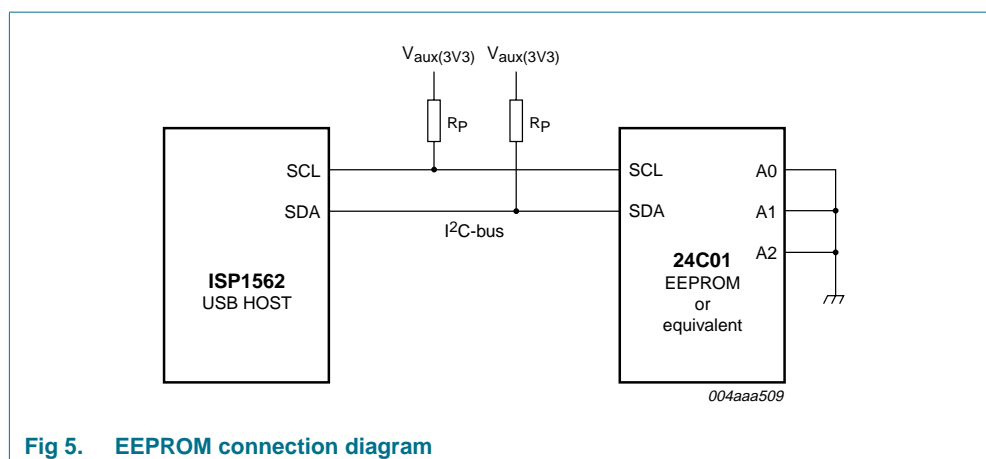 Vaux(3V3) Vaux(3V3)
RP RP
SCL SCL A0
SDA SDA A1
I2C-bus
A2
ISP1562
USB HOST
24C01
EEPROM
or
equivalent
004aaa509
Fig 5. EEPROM connection diagram